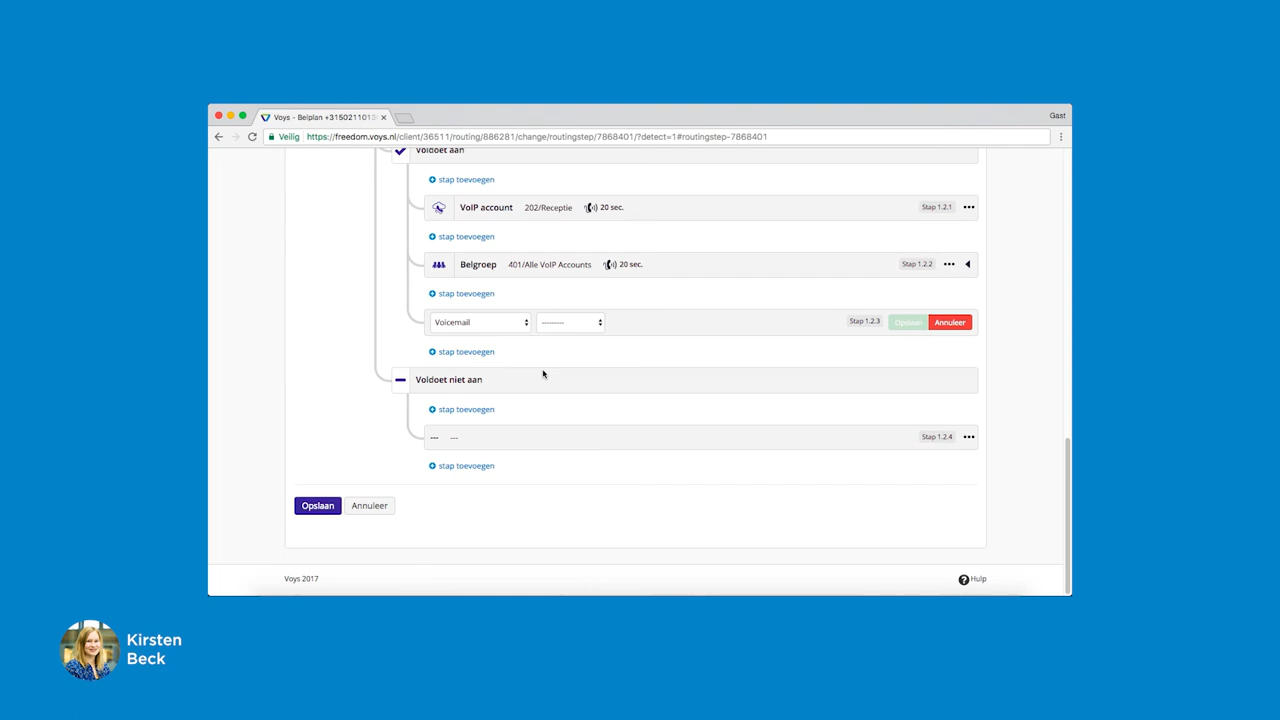 Voys - Belplan +3150211013
Gast
Veilig https://freedom.voys.nl/client/36511/routing/886281/change/routingstep/7868401/?detect=1#routingstep-7868401
Voldoet aan
stap toevoegen
VoIP account 202/Receptie 20 sec. Stap 1.2.1
stap toevoegen
Belgroep 401/Alle VoIP Accounts 20 sec. Stap 1.2.2
stap toevoegen
Voicemail --------- Stap 1.2.3 Opslaan Annuleer
stap toevoegen
Voldoet niet aan
stap toevoegen
--- --- Stap 1.2.4
stap toevoegen
Opslaan Annuleer
Voys 2017
Hulp
Kirsten
Beck